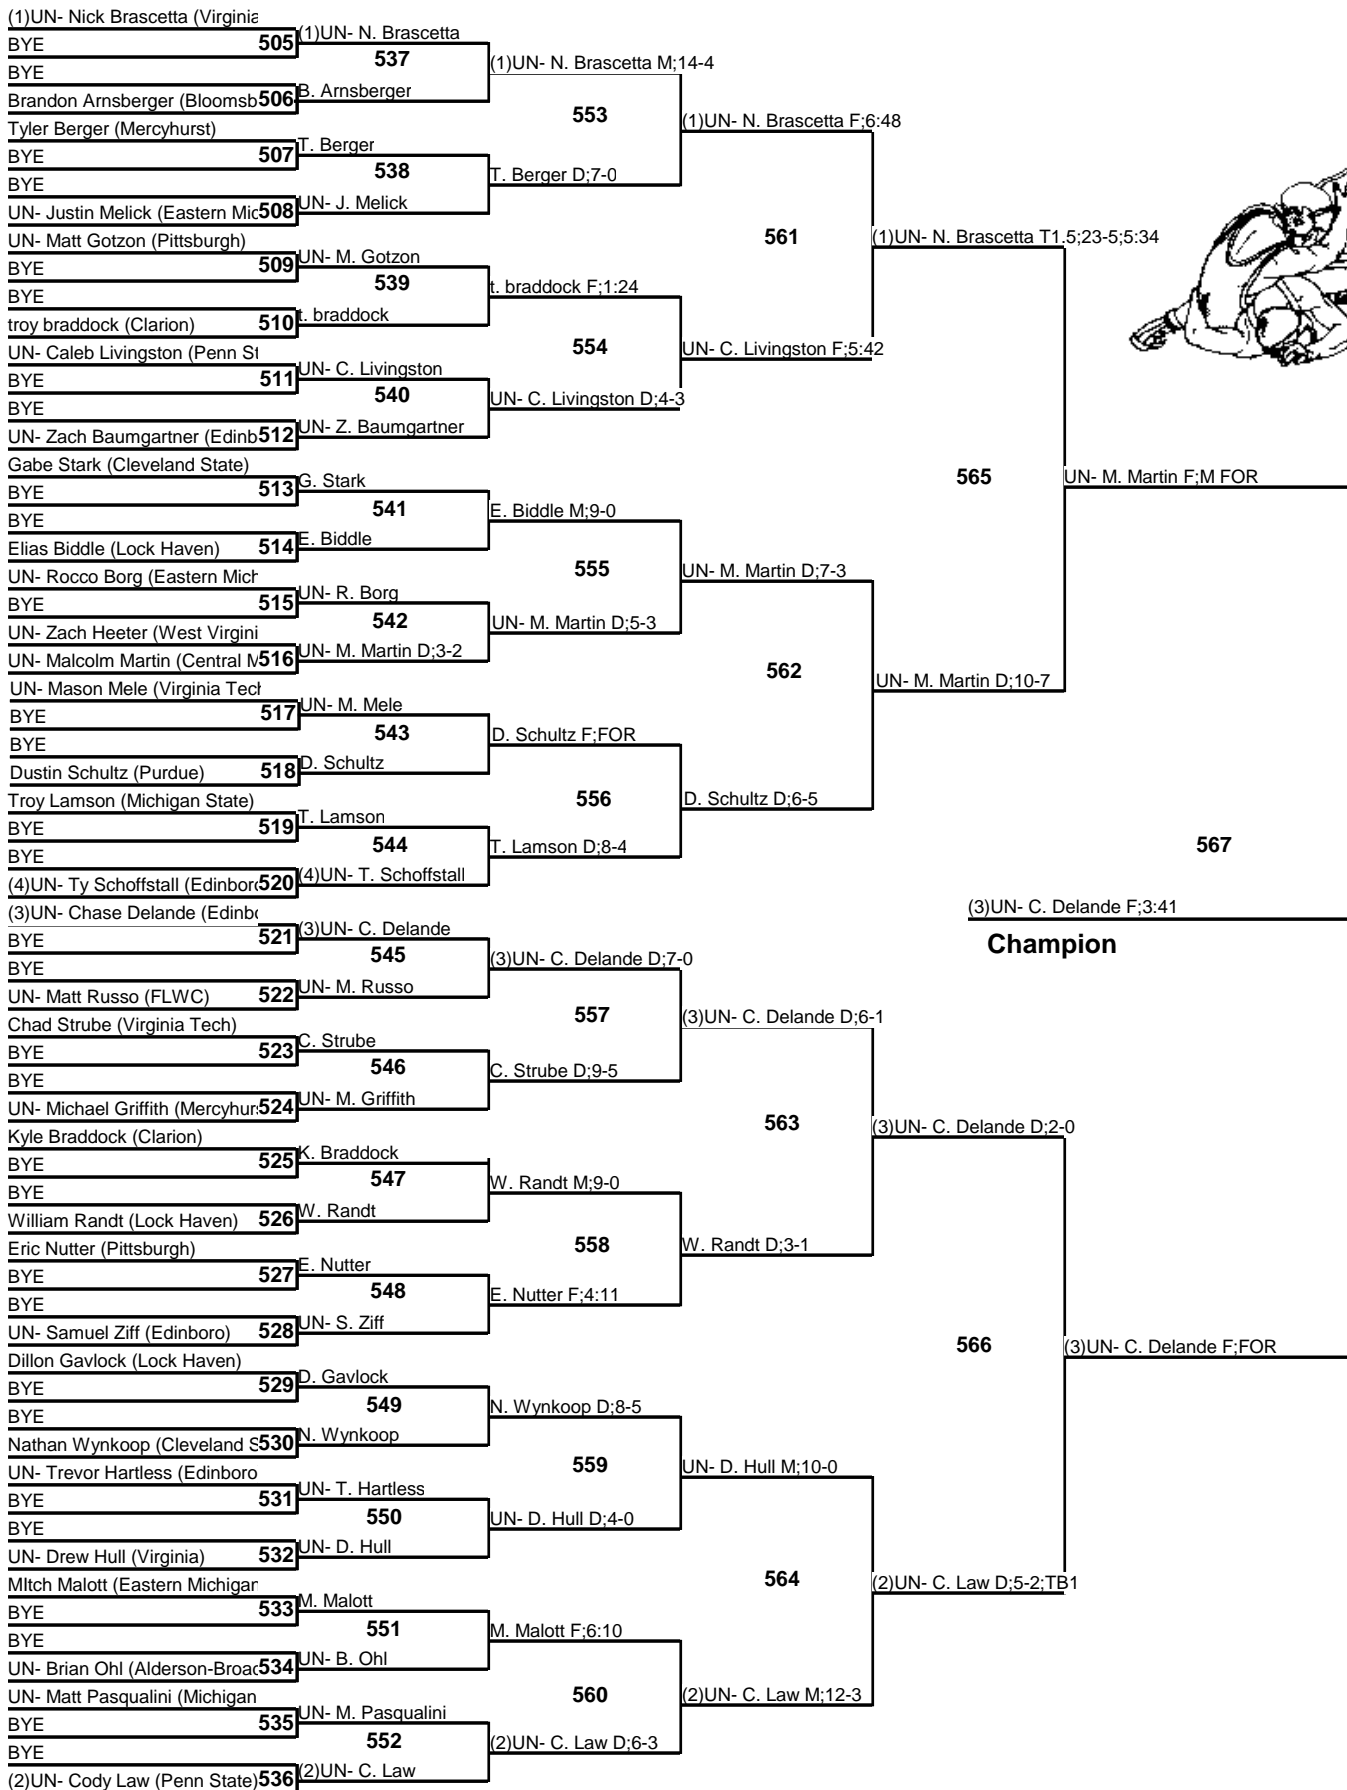 (1)UN- Nick Brascetta (Virginia
BYE
505
BYE
Brandon Arnsberger (Bloomsb
506
Tyler Berger (Mercyhurst)
BYE
507
BYE
UN- Justin Melick (Eastern Mic
508
UN- Matt Gotzon (Pittsburgh)
BYE
509
BYE
troy braddock (Clarion)
510
UN- Caleb Livingston (Penn St
BYE
511
BYE
UN- Zach Baumgartner (Edinb
512
Gabe Stark (Cleveland State)
BYE
513
BYE
Elias Biddle (Lock Haven)
514
UN- Rocco Borg (Eastern Mich
BYE
515
UN- Zach Heeter (West Virgini
UN- Malcolm Martin (Central M
516
UN- Mason Mele (Virginia Tech
BYE
517
BYE
Dustin Schultz (Purdue)
518
Troy Lamson (Michigan State)
BYE
519
BYE
(4)UN- Ty Schoffstall (Edinboro
520
(3)UN- Chase Delande (Edinbo
BYE
521
BYE
UN- Matt Russo (FLWC)
522
Chad Strube (Virginia Tech)
BYE
523
BYE
UN- Michael Griffith (Mercyhurs
524
Kyle Braddock (Clarion)
BYE
525
BYE
William Randt (Lock Haven)
526
Eric Nutter (Pittsburgh)
BYE
527
BYE
UN- Samuel Ziff (Edinboro)
528
Dillon Gavlock (Lock Haven)
BYE
529
BYE
Nathan Wynkoop (Cleveland S
530
UN- Trevor Hartless (Edinboro
BYE
531
BYE
UN- Drew Hull (Virginia)
532
MItch Malott (Eastern Michigan
BYE
533
BYE
UN- Brian Ohl (Alderson-Broad
534
UN- Matt Pasqualini (Michigan
BYE
535
BYE
(2)UN- Cody Law (Penn State)
536
(1)UN- N. Brascetta
537
B. Arnsberger
T. Berger
538
UN- J. Melick
UN- M. Gotzon
539
t. braddock
UN- C. Livingston
540
UN- Z. Baumgartner
G. Stark
541
E. Biddle
UN- R. Borg
542
UN- M. Martin D;3-2
UN- M. Mele
543
D. Schultz
T. Lamson
544
(4)UN- T. Schoffstall
(3)UN- C. Delande
545
UN- M. Russo
C. Strube
546
UN- M. Griffith
K. Braddock
547
W. Randt
E. Nutter
548
UN- S. Ziff
D. Gavlock
549
N. Wynkoop
UN- T. Hartless
550
UN- D. Hull
M. Malott
551
UN- B. Ohl
UN- M. Pasqualini
552
(2)UN- C. Law
(1)UN- N. Brascetta M;14-4
553
T. Berger D;7-0
t. braddock F;1:24
554
UN- C. Livingston D;4-3
E. Biddle M;9-0
555
UN- M. Martin D;5-3
D. Schultz F;FOR
556
T. Lamson D;8-4
(3)UN- C. Delande D;7-0
557
C. Strube D;9-5
W. Randt M;9-0
558
E. Nutter F;4:11
N. Wynkoop D;8-5
559
UN- D. Hull D;4-0
M. Malott F;6:10
560
(2)UN- C. Law D;6-3
(1)UN- N. Brascetta F;6:48
561
UN- C. Livingston F;5:42
UN- M. Martin D;7-3
562
D. Schultz D;6-5
(3)UN- C. Delande D;6-1
563
W. Randt D;3-1
UN- D. Hull M;10-0
564
(2)UN- C. Law M;12-3
(1)UN- N. Brascetta T1.5;23-5;5:34
565
UN- M. Martin D;10-7
(3)UN- C. Delande D;2-0
566
(2)UN- C. Law D;5-2;TB1
UN- M. Martin F;M FOR
567
(3)UN- C. Delande F;FOR
(3)UN- C. Delande F;3:41
Champion